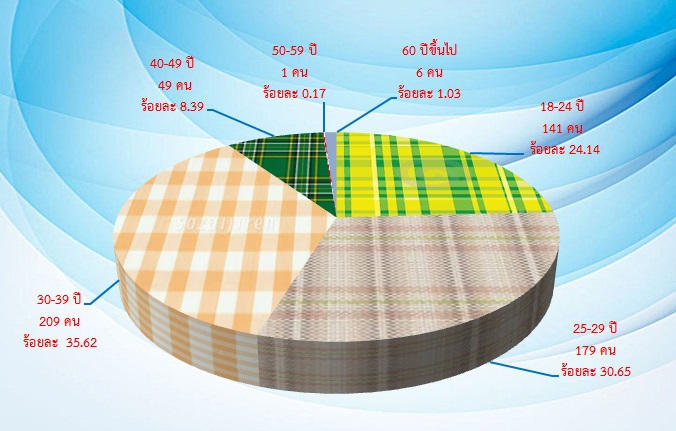 50-59 ปี
1 คน
ร้อยละ 0.17
60 ปีขึ้นไป
6 คน
ร้อยละ 1.03
40-49 ปี
49 คน
ร้อยละ 8.39
18-24 ปี
141 คน
ร้อยละ 24.14
30-39 ปี
209 คน
ร้อยละ 35.62
25-29 ปี
179 คน
ร้อยละ 30.65